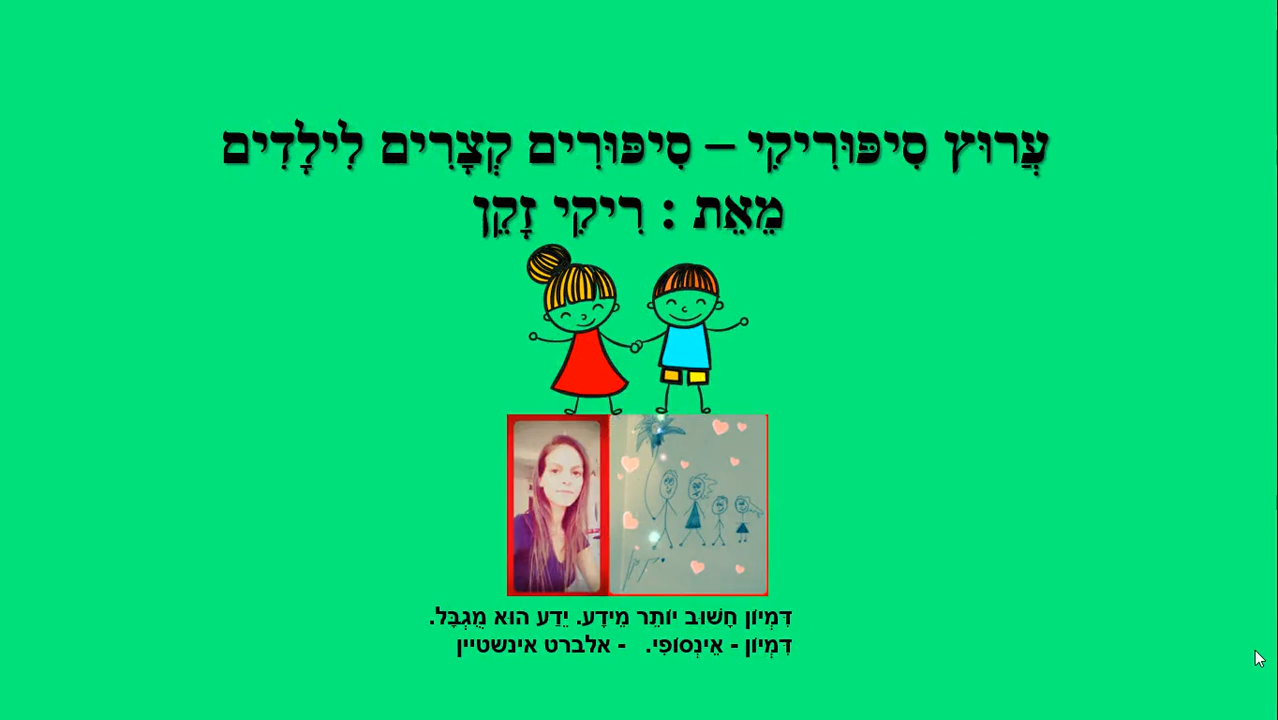 עֲרוּץ סִיפּוּרִיקִי – סִיפּוּרִים קְצָרִים לִילָדִים
מֵאֵת : רִיקִי זָקֵן
דִּמְיוֹן חָשׁוּב יוֹתֵר מֵידָע. יֵדַע הוּא מֻגְבָּל.
דִּמְיוֹן - אֵינְסוֹפִי. - אלברט אינשטיין